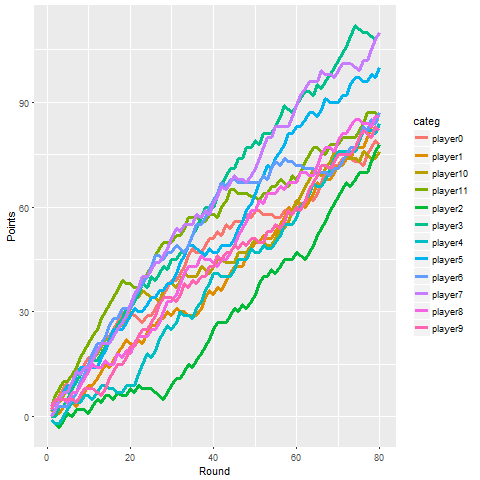 Points
90
60
30
0
0
20
40
60
80
Round
categ
player0
player1
player10
player11
player2
player3
player4
player5
player6
player7
player8
player9